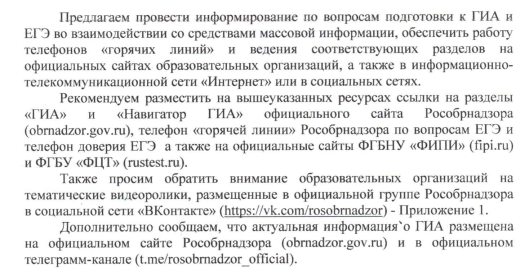 Предлагаем провести информирование по вопросам подготовки к ГИА и
ЕГЭ во взаимодействии со средствами массовой информации, обеспечить работу
телефонов «горячих линий» и ведения соответствующих разделов на
официальных сайтах образовательных организаций, а также в информационно-
телекоммуникационной сети «Интернет» или в социальных сетях.
Рекомендуем разместить на вышеуказанных ресурсах ссылки на разделы
«ГИА» и «Навигатор ГИА» официального сайта Рособрнадзора
(obrnadzor.gov.ru), телефон «горячей линии» Рособрнадзора по вопросам ЕГЭ и
телефон доверия ЕГЭ а также на официальные сайты ФГБНУ «ФИПИ» (fipi.ru)
и ФГБУ «ФЦТ» (rustest.ru).
Также просим обратить внимание образовательных организаций на
тематические видеоролики, размещенные в официальной группе Рособрнадзора
в социальной сети «ВКонтакте» (https://vk.com/rosobrnadzor) - Приложение 1.
Дополнительно сообщаем, что актуальная информация`о ГИА размещена
на официальном сайте Рособрнадзора (obrnadzor.gov.ru) и в официальном
телеграмм-канале (t.me/rosobrnadzor_official).